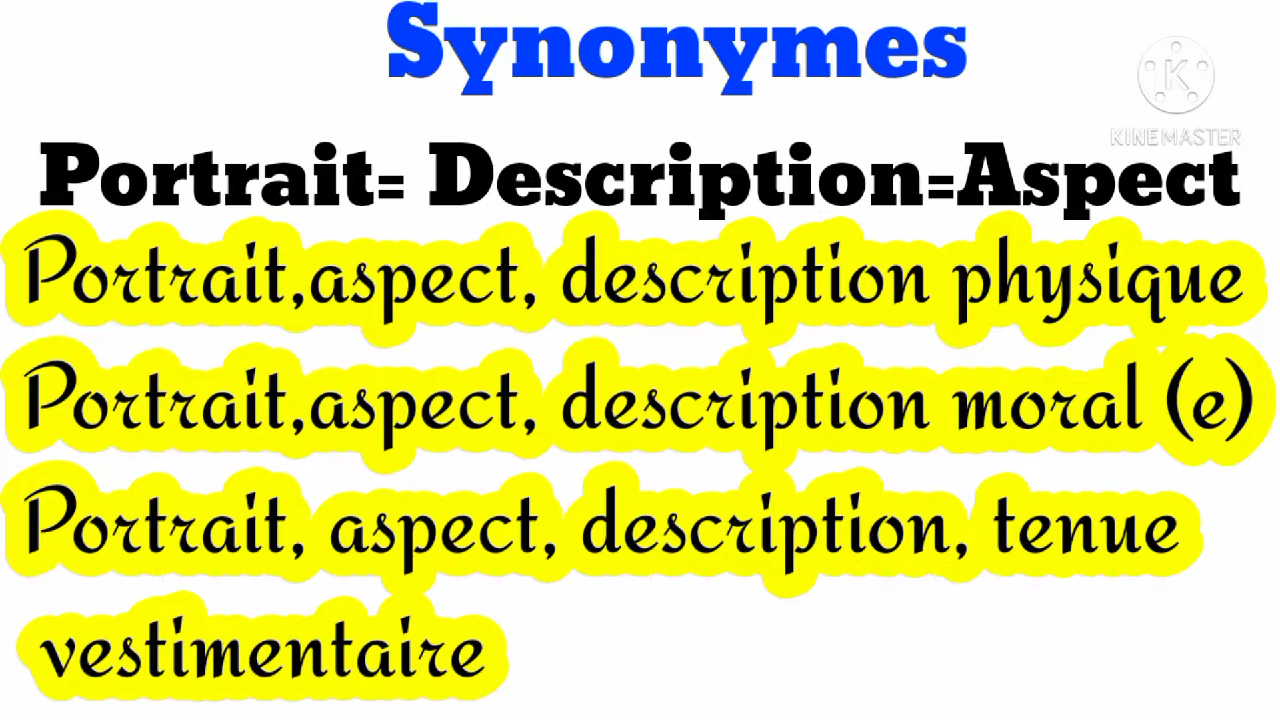 Synonymes
KINEMASTER
Portrait= Description=Aspect
Portrait,aspect, description physique
Portrait,aspect, description moral (e)
Portrait, aspect, description, tenue
vestimentaire